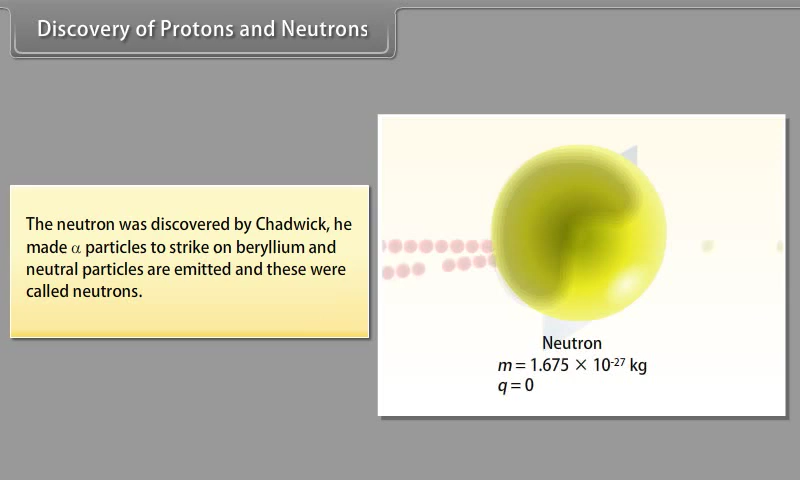 Discovery of Protons and Neutrons
The neutron was discovered by Chadwick, he
made α particles to strike on beryllium and
neutral particles are emitted and these were
called neutrons.
Neutron
m = 1.675 × 10⁻²⁷ kg
q = 0